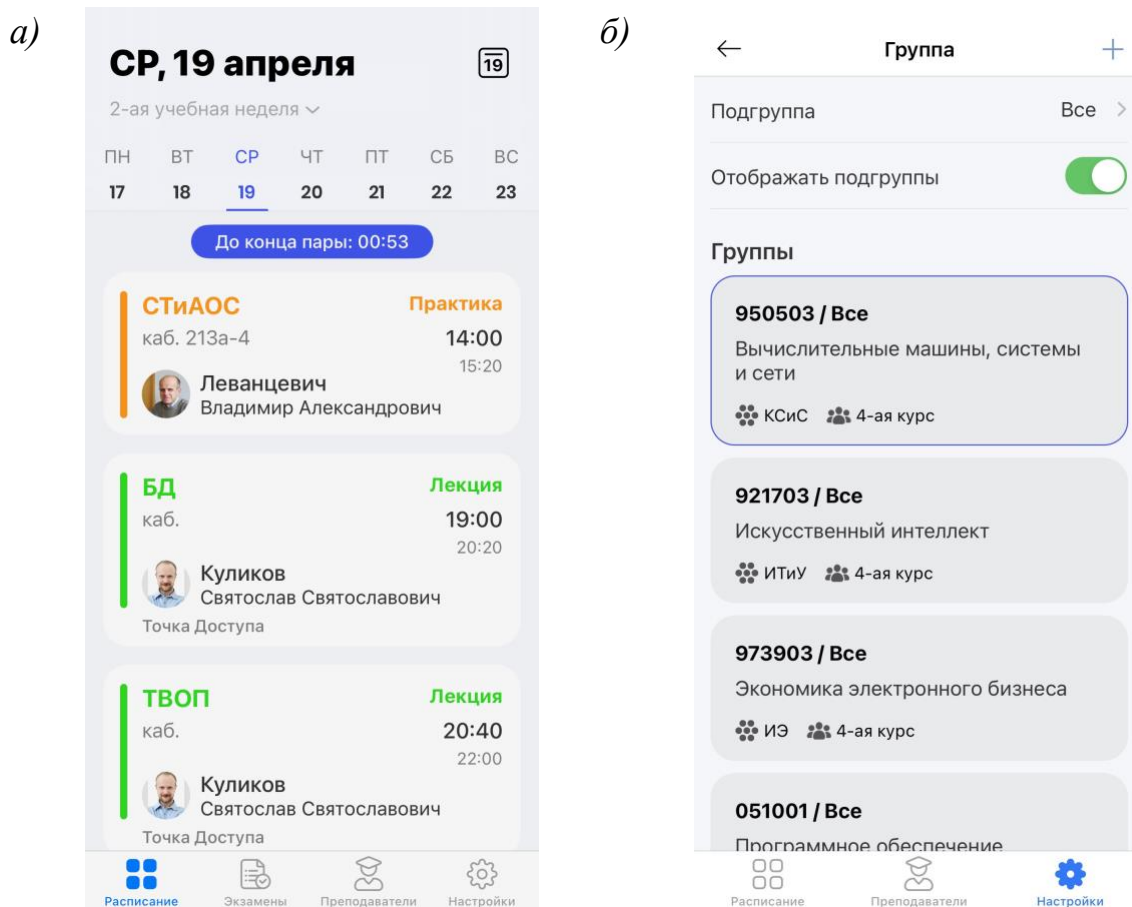 а)
СР, 19 апреля
19
2-ая учебная неделя
ПН ВТ СР ЧТ ПТ СБ ВС
17 18 19 20 21 22 23
До конца пары: 00:53
СТиАОС Практика
каб. 213а-4 14:00
15:20
Леванцевич
Владимир Александрович
БД Лекция
каб. 19:00
20:20
Куликов
Святослав Святославович
Точка Доступа
ТВОП Лекция
каб. 20:40
22:00
Куликов
Святослав Святославович
Точка Доступа
Расписание Экзамены Преподаватели Настройки
б)
Группа
Подгруппа Все
Отображать подгруппы
Группы
950503 / Все
Вычислительные машины, системы
и сети
КСиС 4-ая курс
921703 / Все
Искусственный интеллект
ИТиУ 4-ая курс
973903 / Все
Экономика электронного бизнеса
ИЭ 4-ая курс
051001 / Все
Программное обеспечение
Расписание Преподаватели Настройки